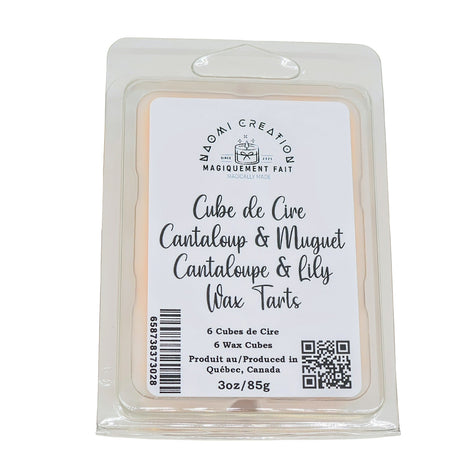 NAOMI CREATION
SINCE 2021
MAGIQUEMENT FAIT
MAGICALLY MADE
Cube de Cire
Cantaloup & Muguet
Cantaloupe & Lily
Wax Tarts
6 Cubes de Cire
6 Wax Cubes
Produit au/Produced in
Québec, Canada
3oz/85g
658738373028